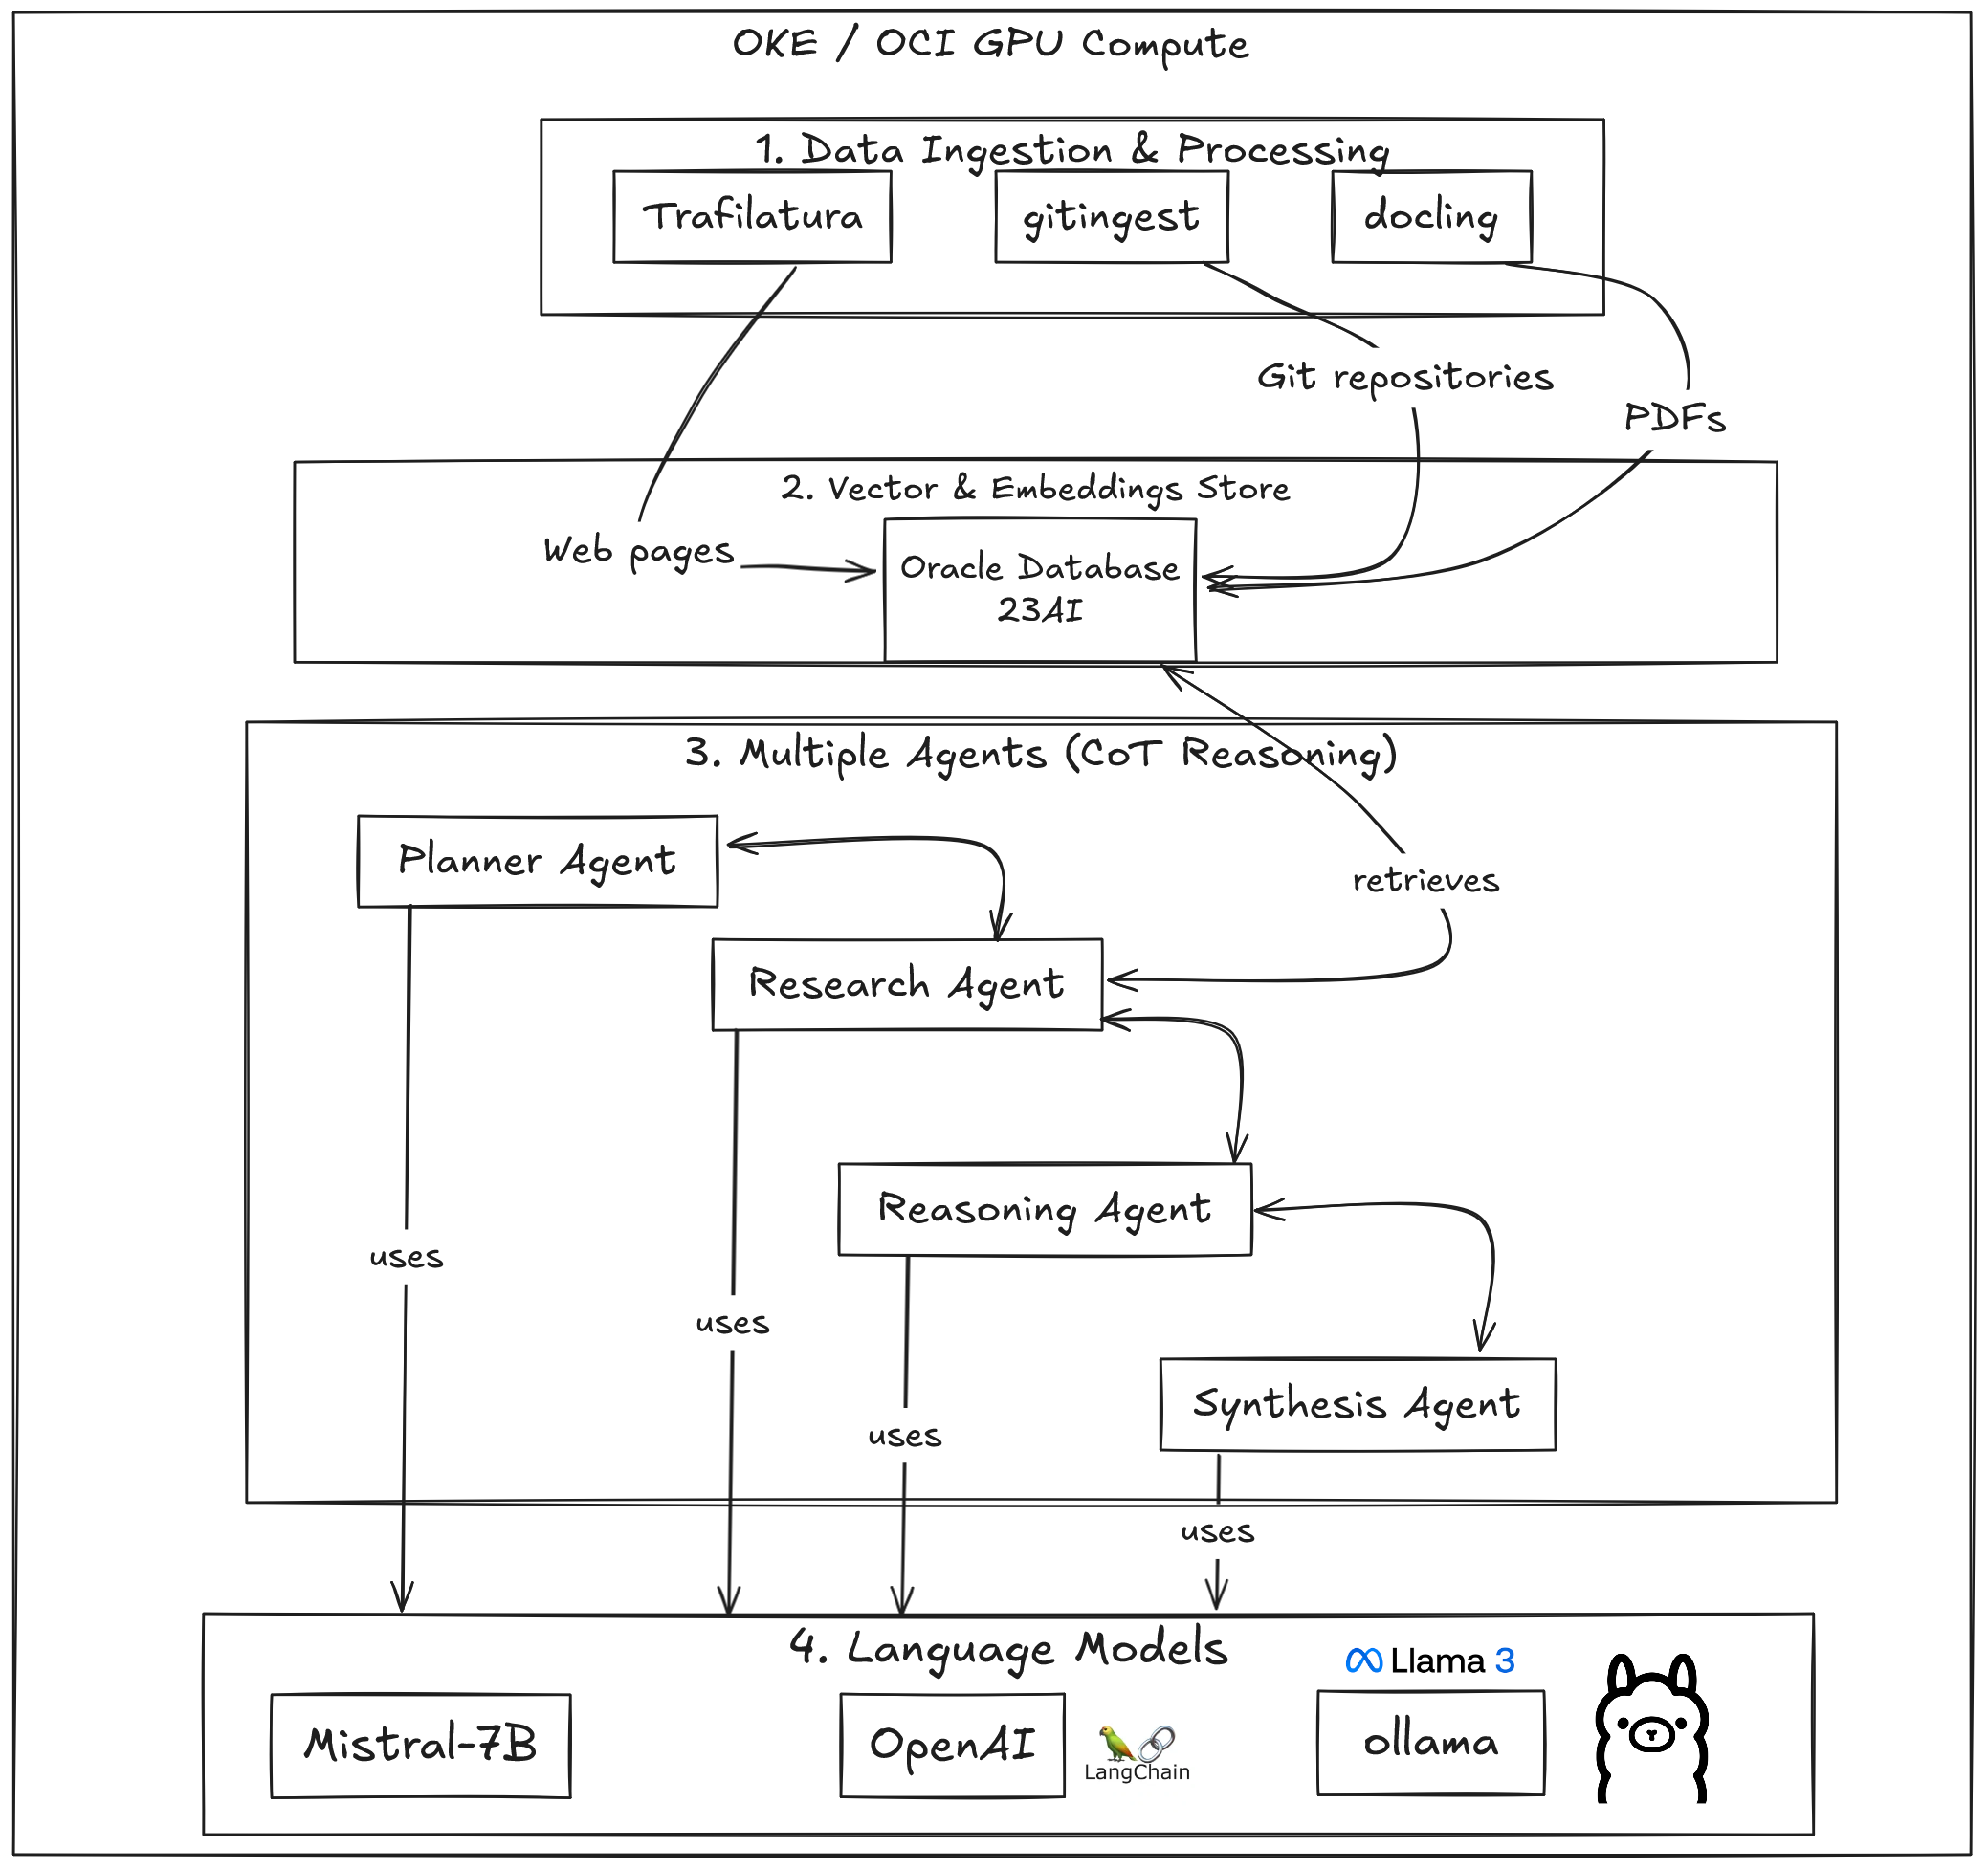 OKE / OCI GPU Compute
1. Data Ingestion & Processing
Trafilatura
gitingest
docling
Git repositories
PDFs
2. Vector & Embeddings Store
Web pages
Oracle Database
23AI
3. Multiple Agents (CoT Reasoning)
Planner Agent
retrieves
Research Agent
Reasoning Agent
uses
uses
Synthesis Agent
uses
uses
4. Language Models
Llama 3
Mistral-7B
OpenAI
LangChain
ollama